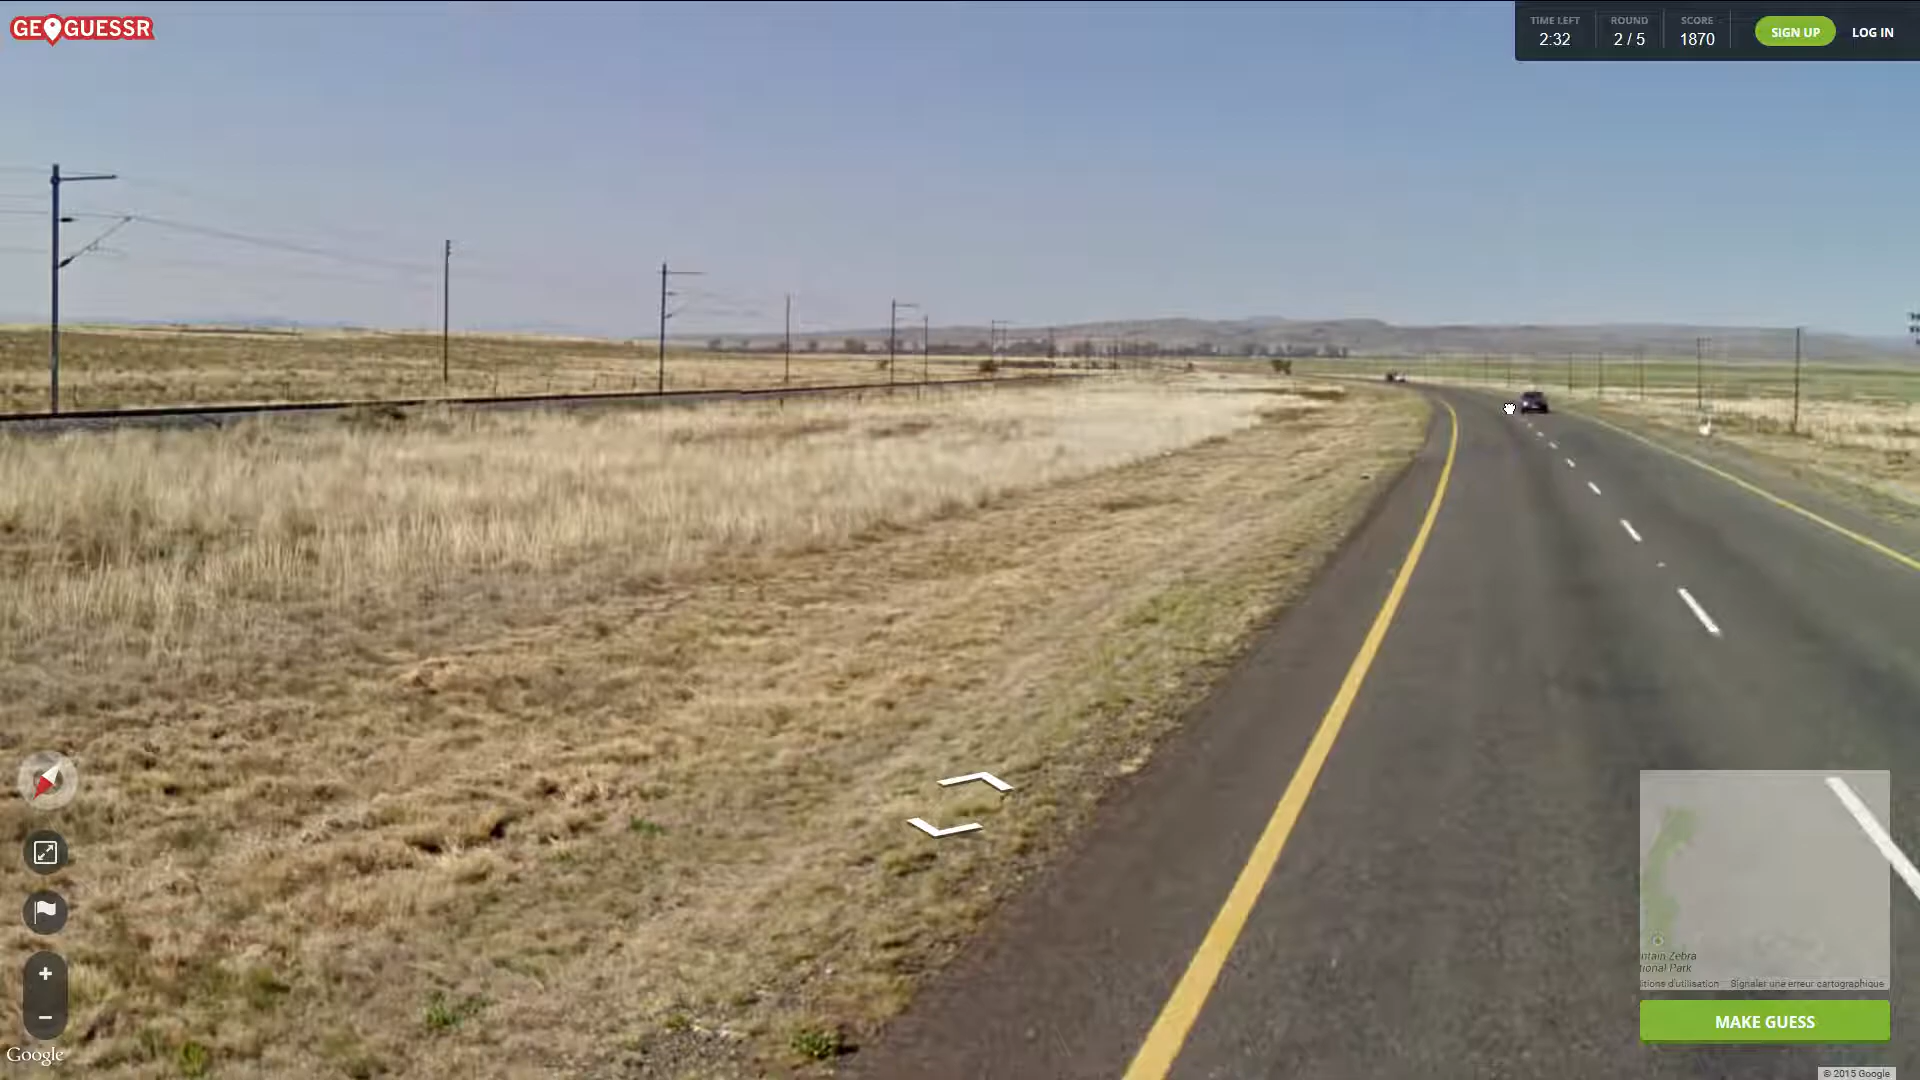 GEOGUESSR
TIME LEFT
2:32
ROUND
2 / 5
SCORE
1870
SIGN UP
LOG IN
ntain Zebra
tional Park
itions d'utilisation
Signaler une erreur cartographique
MAKE GUESS
Google
© 2015 Google